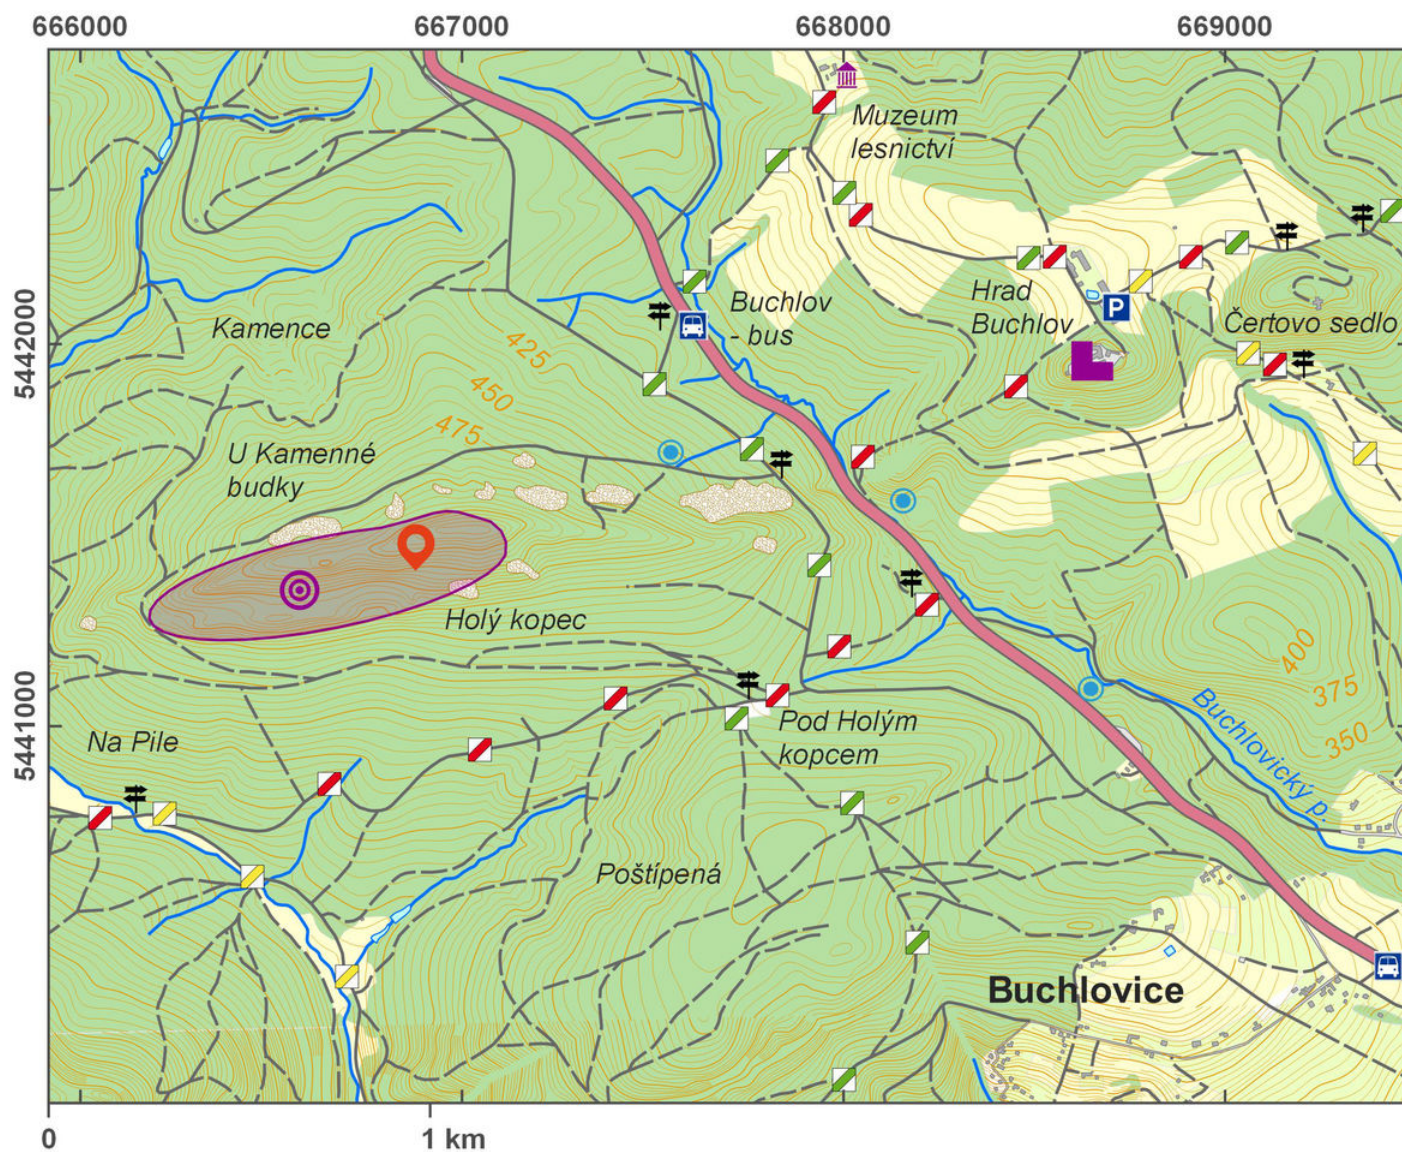 666000
667000
668000
669000
Muzeum
lesnictví
Hrad
Buchlov
Čertovo sedlo
Buchlov
- bus
P
Kamence
5442000
425
450
475
U Kamenné
budky
Holý kopec
400
375
350
Buchlovický p.
5441000
Na Pile
Pod Holým
kopcem
Poštípená
Buchlovice
0
1 km